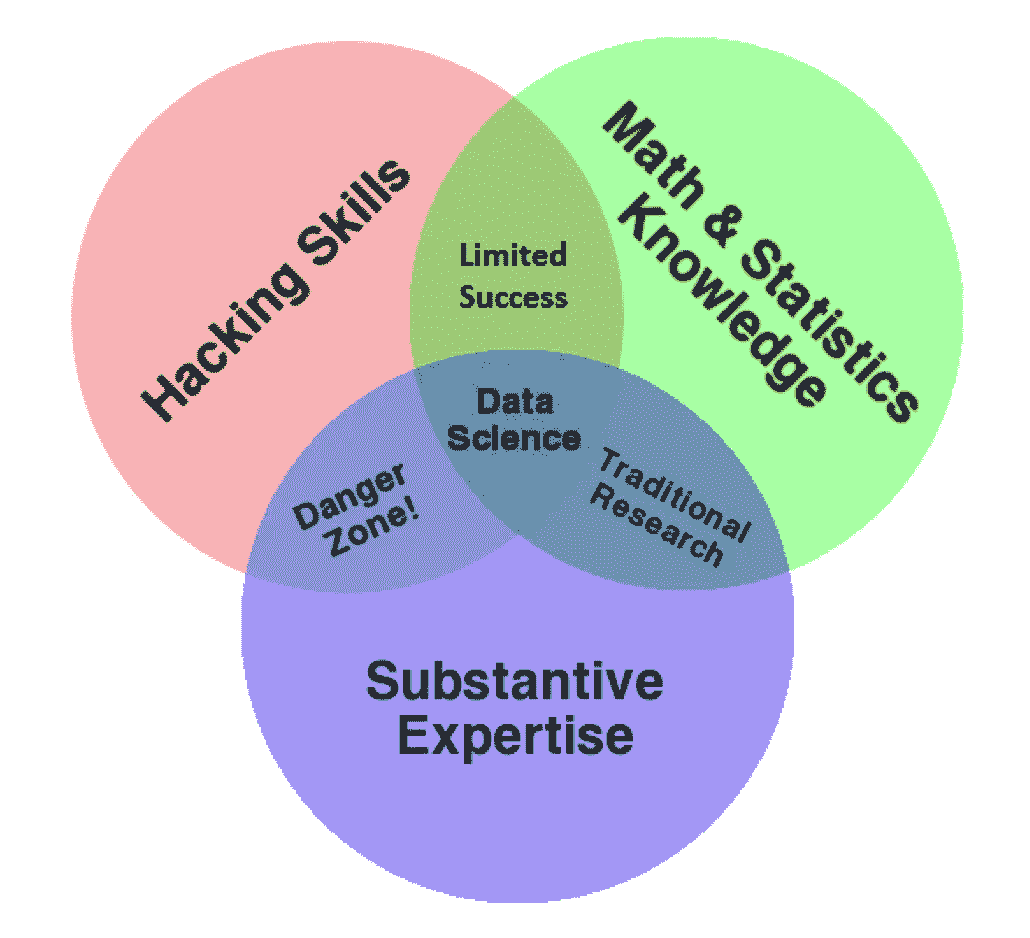 Hacking Skills
Math & Statistics
Knowledge
Limited
Success
Data
Science
Danger
Zone!
Traditional
Research
Substantive
Expertise